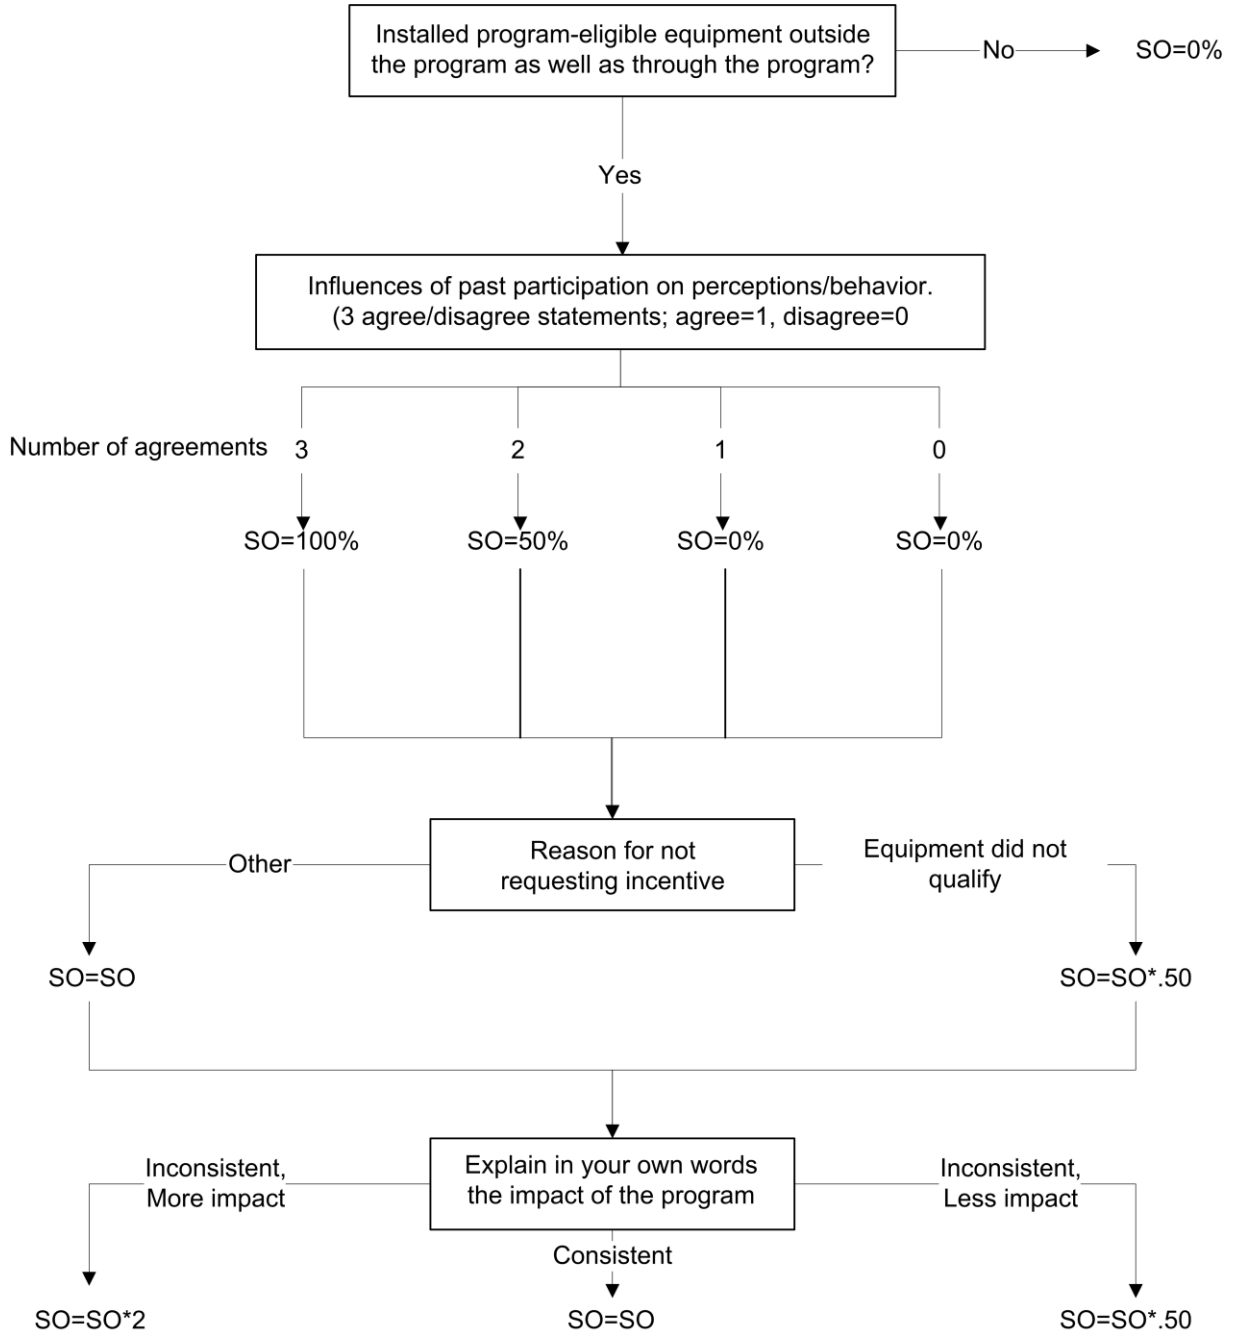 Installed program-eligible equipment outside
the program as well as through the program?
No
SO=0%
Yes
Influences of past participation on perceptions/behavior.
(3 agree/disagree statements; agree=1, disagree=0
Number of agreements
3
2
1
0
SO=100%
SO=50%
SO=0%
SO=0%
Reason for not
requesting incentive
Other
Equipment did not
qualify
SO=SO
SO=SO*.50
Explain in your own words
the impact of the program
Inconsistent,
More impact
Inconsistent,
Less impact
Consistent
SO=SO*2
SO=SO
SO=SO*.50